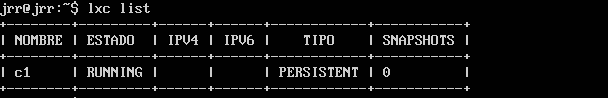 jrr@jrr:~$ lxc list
+--------+---------+------+------+------------+-----------+
| NOMBRE | ESTADO | IPV4 | IPV6 | TIPO | SNAPSHOTS |
+--------+---------+------+------+------------+-----------+
| c1 | RUNNING | | | PERSISTENT | 0 |
+--------+---------+------+------+------------+-----------+